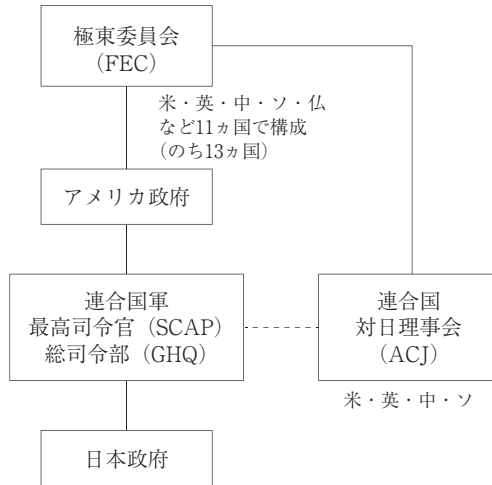 極東委員会
（FEC）
米・英・中・ソ・仏
など11ヵ国で構成
（のち13ヵ国）
アメリカ政府
連合国軍
最高司令官（SCAP）
総司令部（GHQ）
連合国
対日理事会
（ACJ）
米・英・中・ソ
日本政府